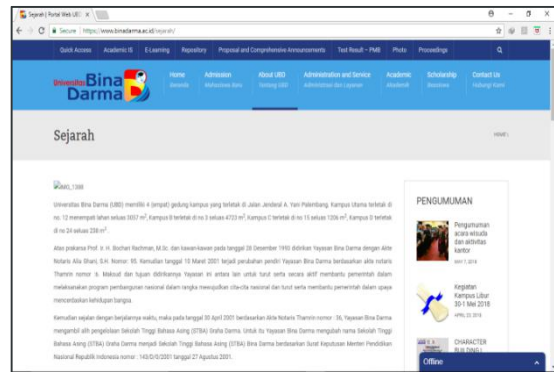 Sejarah | Portal Web UBD
Secure | https://www.binadarma.ac.id/sejarah/
Quick Access Academic IS E-Learning Repository Proposal and Comprehensive Announcements Test Result – PMB Photo Proceedings
Universitas Bina Darma
Home Admission About UBD Administration and Service Academic Scholarship Contact Us
Beranda Mahasiswa Baru Tentang UBD Administrasi dan Layanan Akademik Beasiswa Hubungi Kami
Sejarah
HOME
IMG_1398
Universitas Bina Darma (UBD) memiliki 4 (empat) gedung kampus yang terletak di Jalan Jenderal A. Yani Palembang. Kampus Utama terletak di
no. 12 menempati lahan seluas 3057 m², Kampus B terletak di no 3 seluas 4723 m², Kampus C terletak di no 15 seluas 1206 m², Kampus D terletak
di no 24 seluas 238 m².
Atas prakarsa Prof. Ir. H. Bochari Rachman, M.Sc. dan kawan-kawan pada tanggal 20 Desember 1990 didirikan Yayasan Bina Darma dengan Akte
Notaris Alia Ghani, S.H. Nomor: 95. Kemudian tanggal 10 Maret 2001 terjadi perubahan pendiri Yayasan Bina Darma berdasarkan akte notaris
Thamrin nomor :6. Maksud dan tujuan didirikannya Yayasan ini antara lain untuk turut serta secara aktif membantu pemerintah dalam
melaksanakan program pembangunan nasional dalam rangka mewujudkan cita-cita nasional dan turut serta membantu pemerintah dalam upaya
mencerdaskan kehidupan bangsa.
Kemudian sejalan dengan berjalannya waktu, maka pada tanggal 30 April 2001 berdasarkan Akte Notaris Thamrin nomor : 36, Yayasan Bina Darma
mengambil alih pengelolaan Sekolah Tinggi Bahasa Asing (STBA) Graha Darma. Untuk itu Yayasan Bina Darma mengubah nama Sekolah Tinggi
Bahasa Asing (STBA) Graha Darma menjadi Sekolah Tinggi Bahasa Asing (STBA) Bina Darma berdasarkan Surat Keputusan Menteri Pendidikan
Nasional Republik Indonesia nomor : 143/D/0/2001 tanggal 27 Agustus 2001.
PENGUMUMAN
Pengumuman
acara wisuda
dan aktivitas
kantor
MAY 7, 2018
Kegiatan
Kampus Libur
30-1 Mei 2018
APRIL 23, 2018
CHARACTER
BUILDING I
Offline